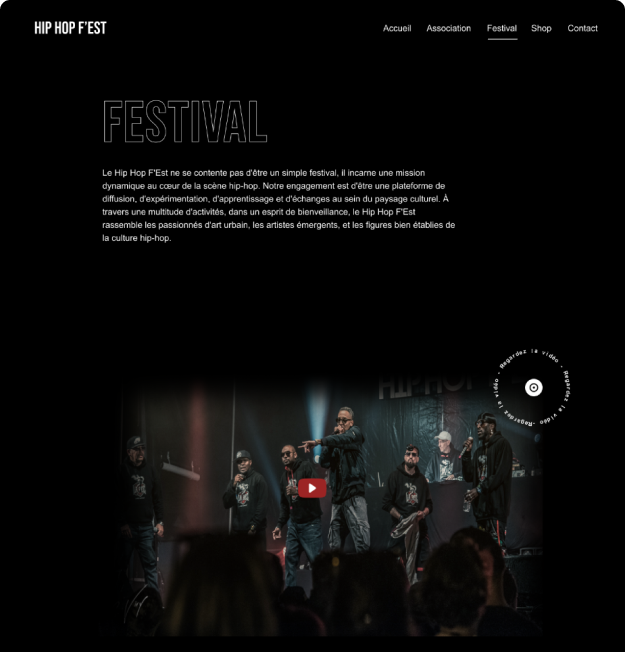 HIP HOP F'EST
Accueil Association Festival Shop Contact
FESTIVAL
Le Hip Hop F'Est ne se contente pas d'être un simple festival, il incarne une mission
dynamique au cœur de la scène hip-hop. Notre engagement est d'être une plateforme de
diffusion, d'expérimentation, d'apprentissage et d'échanges au sein du paysage culturel. À
travers une multitude d'activités, dans un esprit de bienveillance, le Hip Hop F'Est
rassemble les passionnés d'art urbain, les artistes émergents, et les figures bien établies de
la culture hip-hop.
Regardez la vidéo - Regardez la vidéo - Regardez la vidéo -
HIPHOP